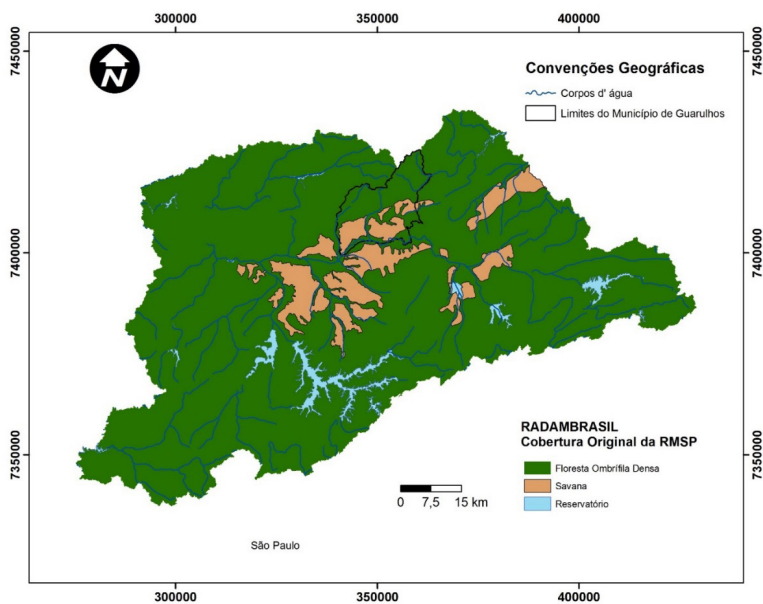 300000
350000
400000
7450000
7450000
N
Convenções Geográficas
Corpos d' água
Limites do Município de Guarulhos
7400000
7400000
RADAMBRASIL
Cobertura Original da RMSP
Floresta Ombrífila Densa
Savana
Reservatório
7350000
7350000
0 7,5 15 km
São Paulo
300000
350000
400000